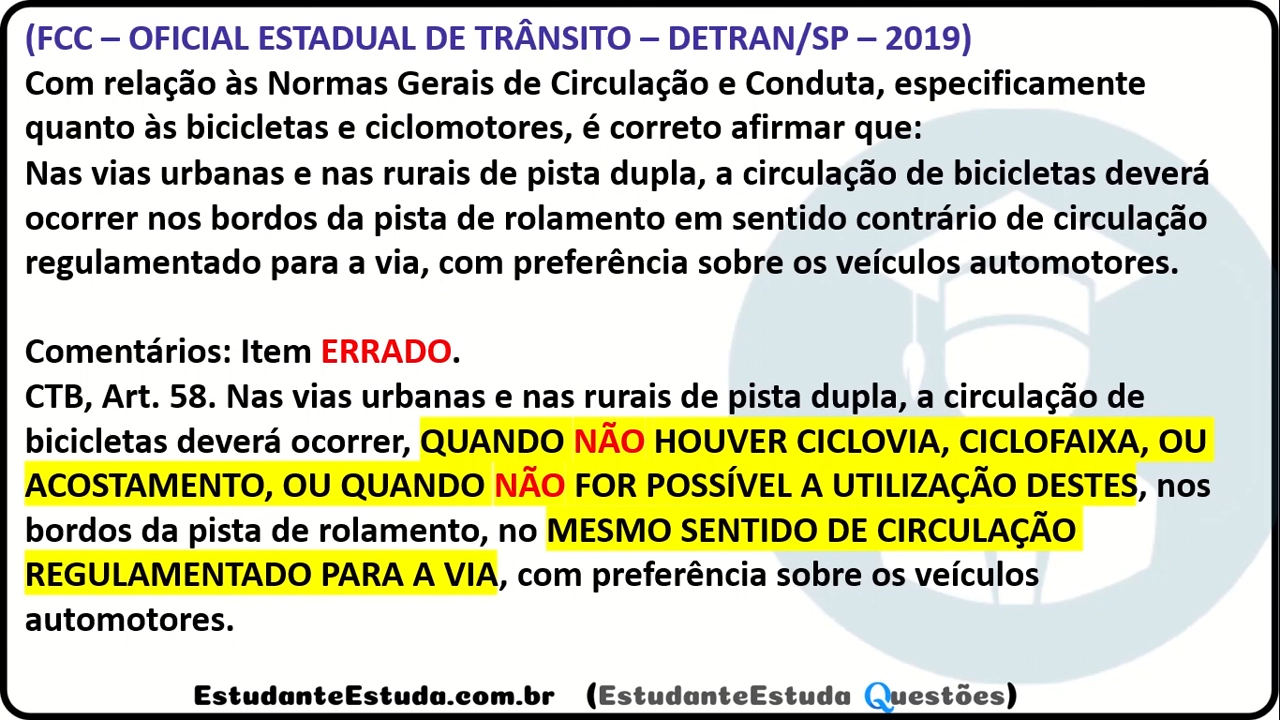 (FCC – OFICIAL ESTADUAL DE TRÂNSITO – DETRAN/SP – 2019)
Com relação às Normas Gerais de Circulação e Conduta, especificamente
quanto às bicicletas e ciclomotores, é correto afirmar que:
Nas vias urbanas e nas rurais de pista dupla, a circulação de bicicletas deverá
ocorrer nos bordos da pista de rolamento em sentido contrário de circulação
regulamentado para a via, com preferência sobre os veículos automotores.
Comentários: Item ERRADO.
CTB, Art. 58. Nas vias urbanas e nas rurais de pista dupla, a circulação de
bicicletas deverá ocorrer, QUANDO NÃO HOUVER CICLOVIA, CICLOFAIXA, OU
ACOSTAMENTO, OU QUANDO NÃO FOR POSSÍVEL A UTILIZAÇÃO DESTES, nos
bordos da pista de rolamento, no MESMO SENTIDO DE CIRCULAÇÃO
REGULAMENTADO PARA A VIA, com preferência sobre os veículos
automotores.
EstudanteEstuda.com.br (EstudanteEstuda Questões)